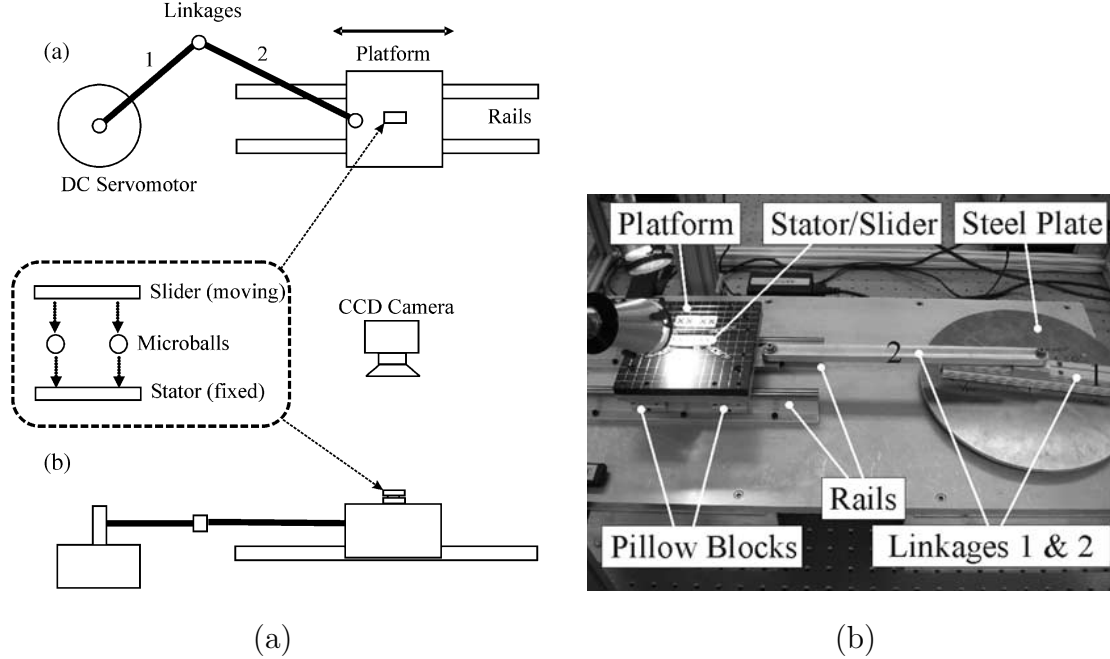 Linkages
(a)
1
2
Platform
Rails
DC Servomotor
Slider (moving)
Microballs
Stator (fixed)
CCD Camera
(b)
Platform
Stator/Slider
Steel Plate
2
1
Rails
Pillow Blocks
Linkages 1 & 2
(a)
(b)